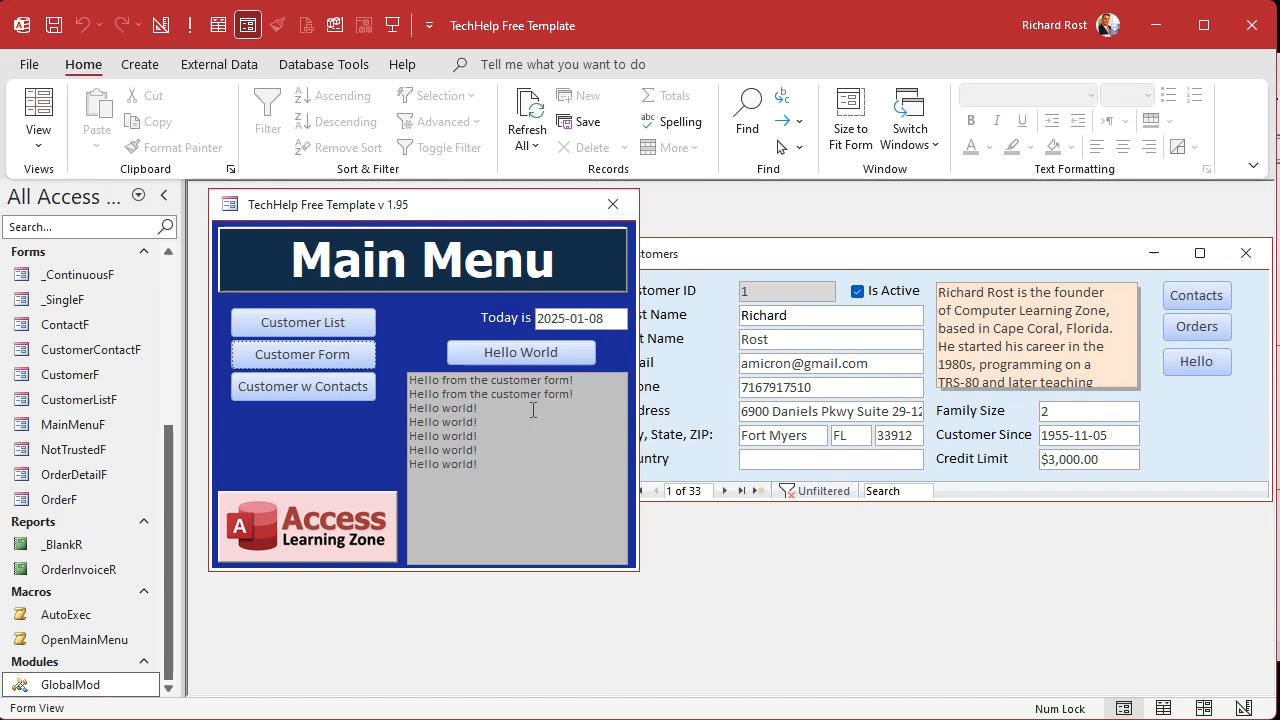 TechHelp Free Template
Richard Rost
File
Home
Create
External Data
Database Tools
Help
Tell me what you want to do
View
Views
Paste
Cut
Copy
Format Painter
Clipboard
Filter
Ascending
Descending
Remove Sort
Selection
Advanced
Toggle Filter
Sort & Filter
Refresh
All
New
Save
Delete
Totals
Spelling
More
Records
Find
Find
Size to
Fit Form
Switch
Windows
Window
B I U
Text Formatting
All Access ...
Search...
Forms
_ContinuousF
_SingleF
ContactF
CustomerContactF
CustomerF
CustomerListF
MainMenuF
NotTrustedF
OrderDetailF
OrderF
Reports
_BlankR
OrderInvoiceR
Macros
AutoExec
OpenMainMenu
Modules
GlobalMod
TechHelp Free Template v 1.95
Main Menu
Customer List
Customer Form
Customer w Contacts
Today is 2025-01-08
Hello World
Hello from the customer form!
Hello from the customer form!
Hello world!
Hello world!
Hello world!
Hello world!
Hello world!
A Access
Learning Zone
stomers
stomer ID 1
Is Active
st Name Richard
st Name Rost
ail amicron@gmail.com
one 7167917510
dress 6900 Daniels Pkwy Suite 29-12
y, State, ZIP: Fort Myers FL 33912
untry
Richard Rost is the founder
of Computer Learning Zone,
based in Cape Coral, Florida.
He started his career in the
1980s, programming on a
TRS-80 and later teaching
Family Size 2
Customer Since 1955-11-05
Credit Limit $3,000.00
Contacts
Orders
Hello
1 of 33
Unfiltered
Search
Form View
Num Lock